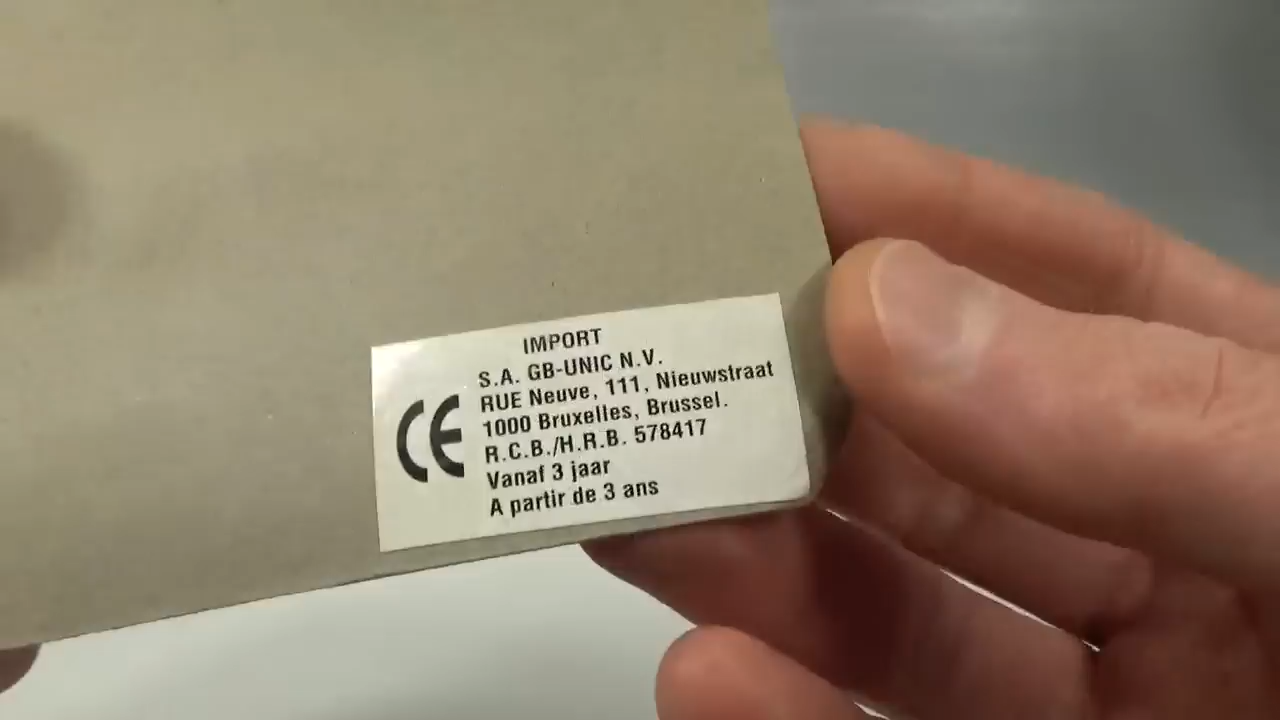 IMPORT
S.A. GB-UNIC N.V.
RUE Neuve, 111, Nieuwstraat
1000 Bruxelles, Brussel.
R.C.B./H.R.B. 578417
Vanaf 3 jaar
A partir de 3 ans
CE